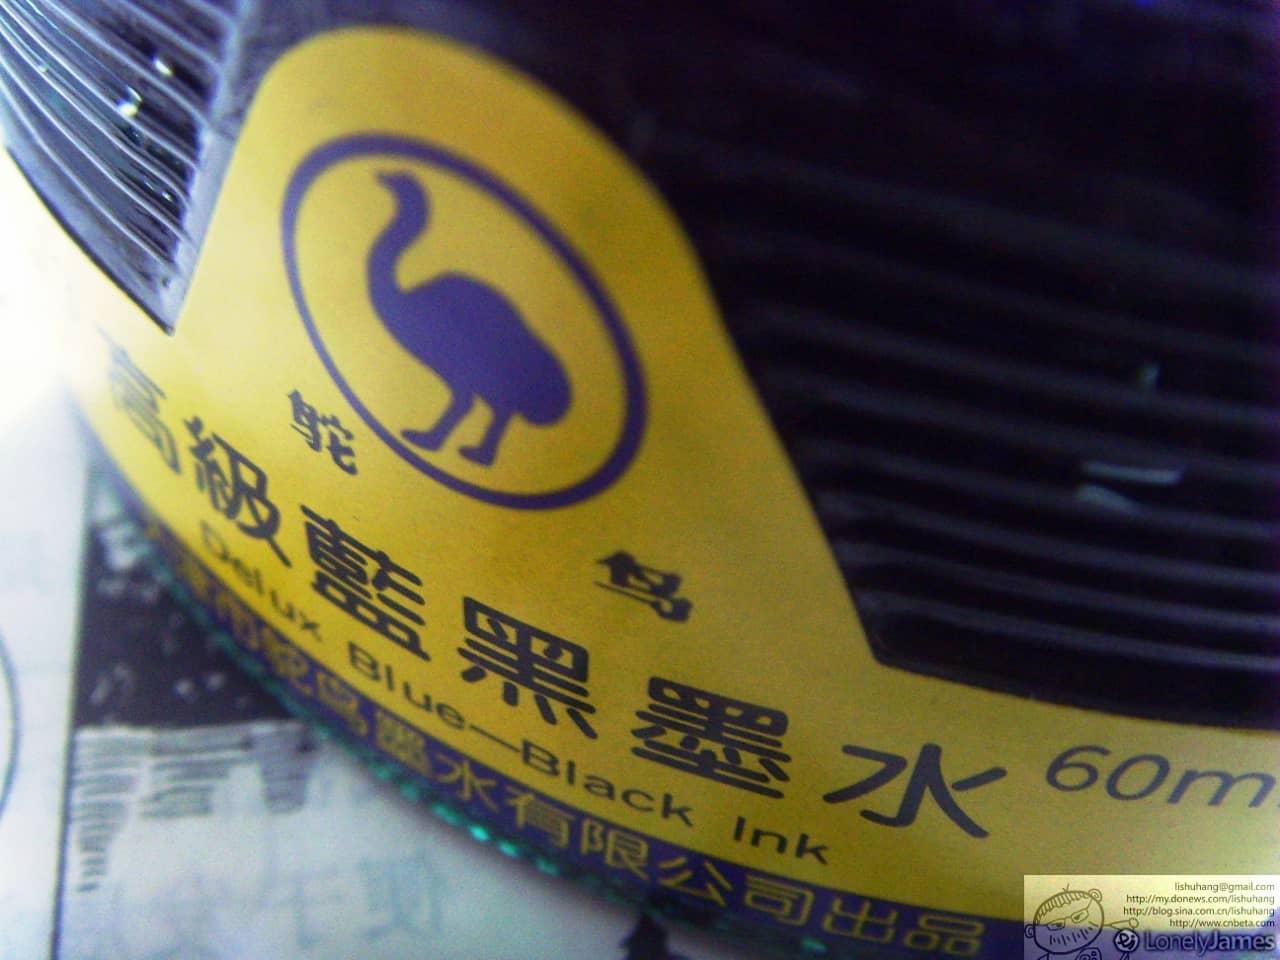 鸵
鸟
高級藍黑墨水 60m
Delux Blue—Black Ink
鸵鸟墨水有限公司出品
lishuhang@gmail.com
http://my.donews.com/lishuhang
http://blog.sina.com.cn/lishuhang
http://www.cnbeta.com
LonelyJames